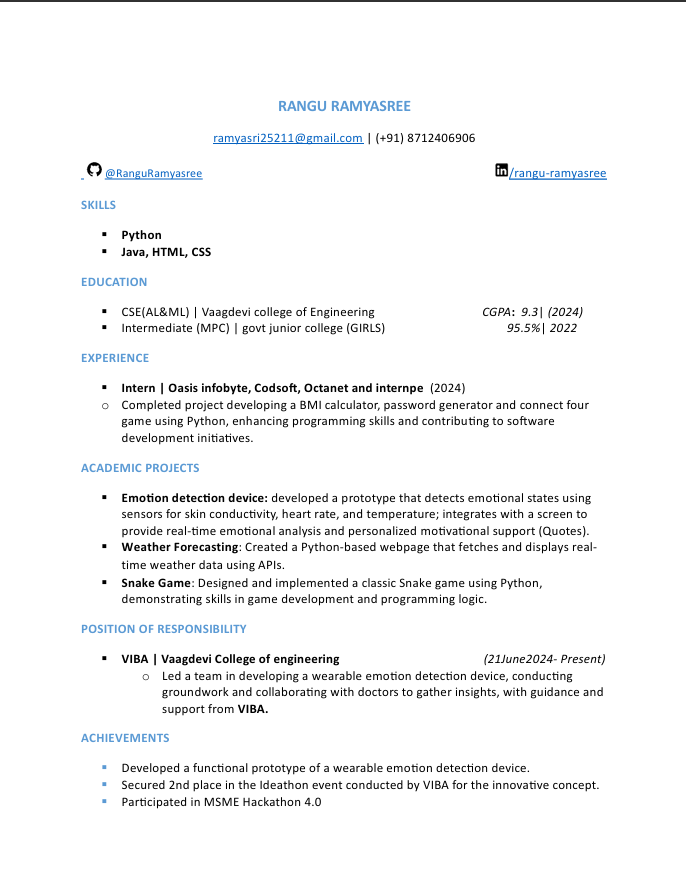 RANGU RAMYASREE
ramyasri25211@gmail.com | (+91) 8712406906
@RanguRamyasree /rangu-ramyasree
SKILLS
▪ Python
▪ Java, HTML, CSS
EDUCATION
▪ CSE(AL&ML) | Vaagdevi college of Engineering CGPA: 9.3| (2024)
▪ Intermediate (MPC) | govt junior college (GIRLS) 95.5%| 2022
EXPERIENCE
▪ Intern | Oasis infobyte, Codsoft, Octanet and internpe (2024)
○ Completed project developing a BMI calculator, password generator and connect four
game using Python, enhancing programming skills and contributing to software
development initiatives.
ACADEMIC PROJECTS
▪ Emotion detection device: developed a prototype that detects emotional states using
sensors for skin conductivity, heart rate, and temperature; integrates with a screen to
provide real-time emotional analysis and personalized motivational support (Quotes).
▪ Weather Forecasting: Created a Python-based webpage that fetches and displays real-
time weather data using APIs.
▪ Snake Game: Designed and implemented a classic Snake game using Python,
demonstrating skills in game development and programming logic.
POSITION OF RESPONSIBILITY
▪ VIBA | Vaagdevi College of engineering (21June2024- Present)
○ Led a team in developing a wearable emotion detection device, conducting
groundwork and collaborating with doctors to gather insights, with guidance and
support from VIBA.
ACHIEVEMENTS
▪ Developed a functional prototype of a wearable emotion detection device.
▪ Secured 2nd place in the Ideathon event conducted by VIBA for the innovative concept.
▪ Participated in MSME Hackathon 4.0